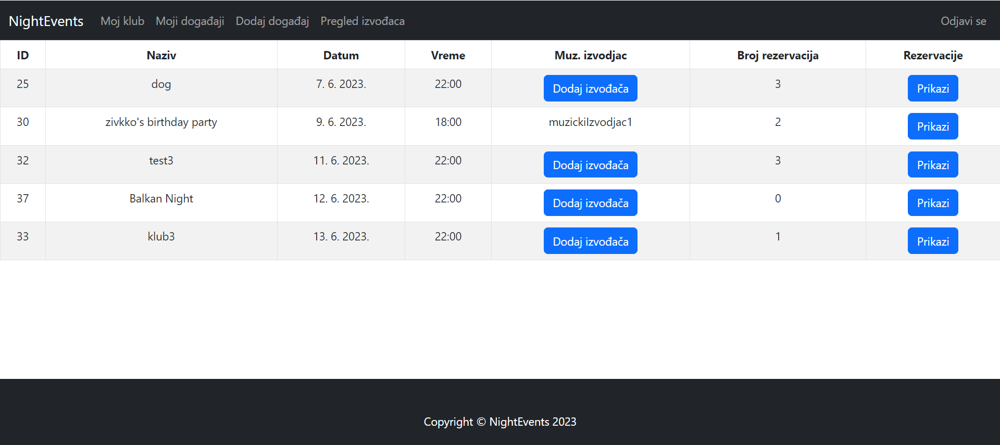 NightEvents Moj klub Moji događaji Dodaj događaj Pregled izvođaca Odjavi se
ID Naziv Datum Vreme Muz. izvodjac Broj rezervacija Rezervacije
25 dog 7. 6. 2023. 22:00 Dodaj izvođača 3 Prikazi
30 zivkko's birthday party 9. 6. 2023. 18:00 muzickiIzvodjac1 2 Prikazi
32 test3 11. 6. 2023. 22:00 Dodaj izvođača 3 Prikazi
37 Balkan Night 12. 6. 2023. 22:00 Dodaj izvođača 0 Prikazi
33 klub3 13. 6. 2023. 22:00 Dodaj izvođača 1 Prikazi
Copyright © NightEvents 2023